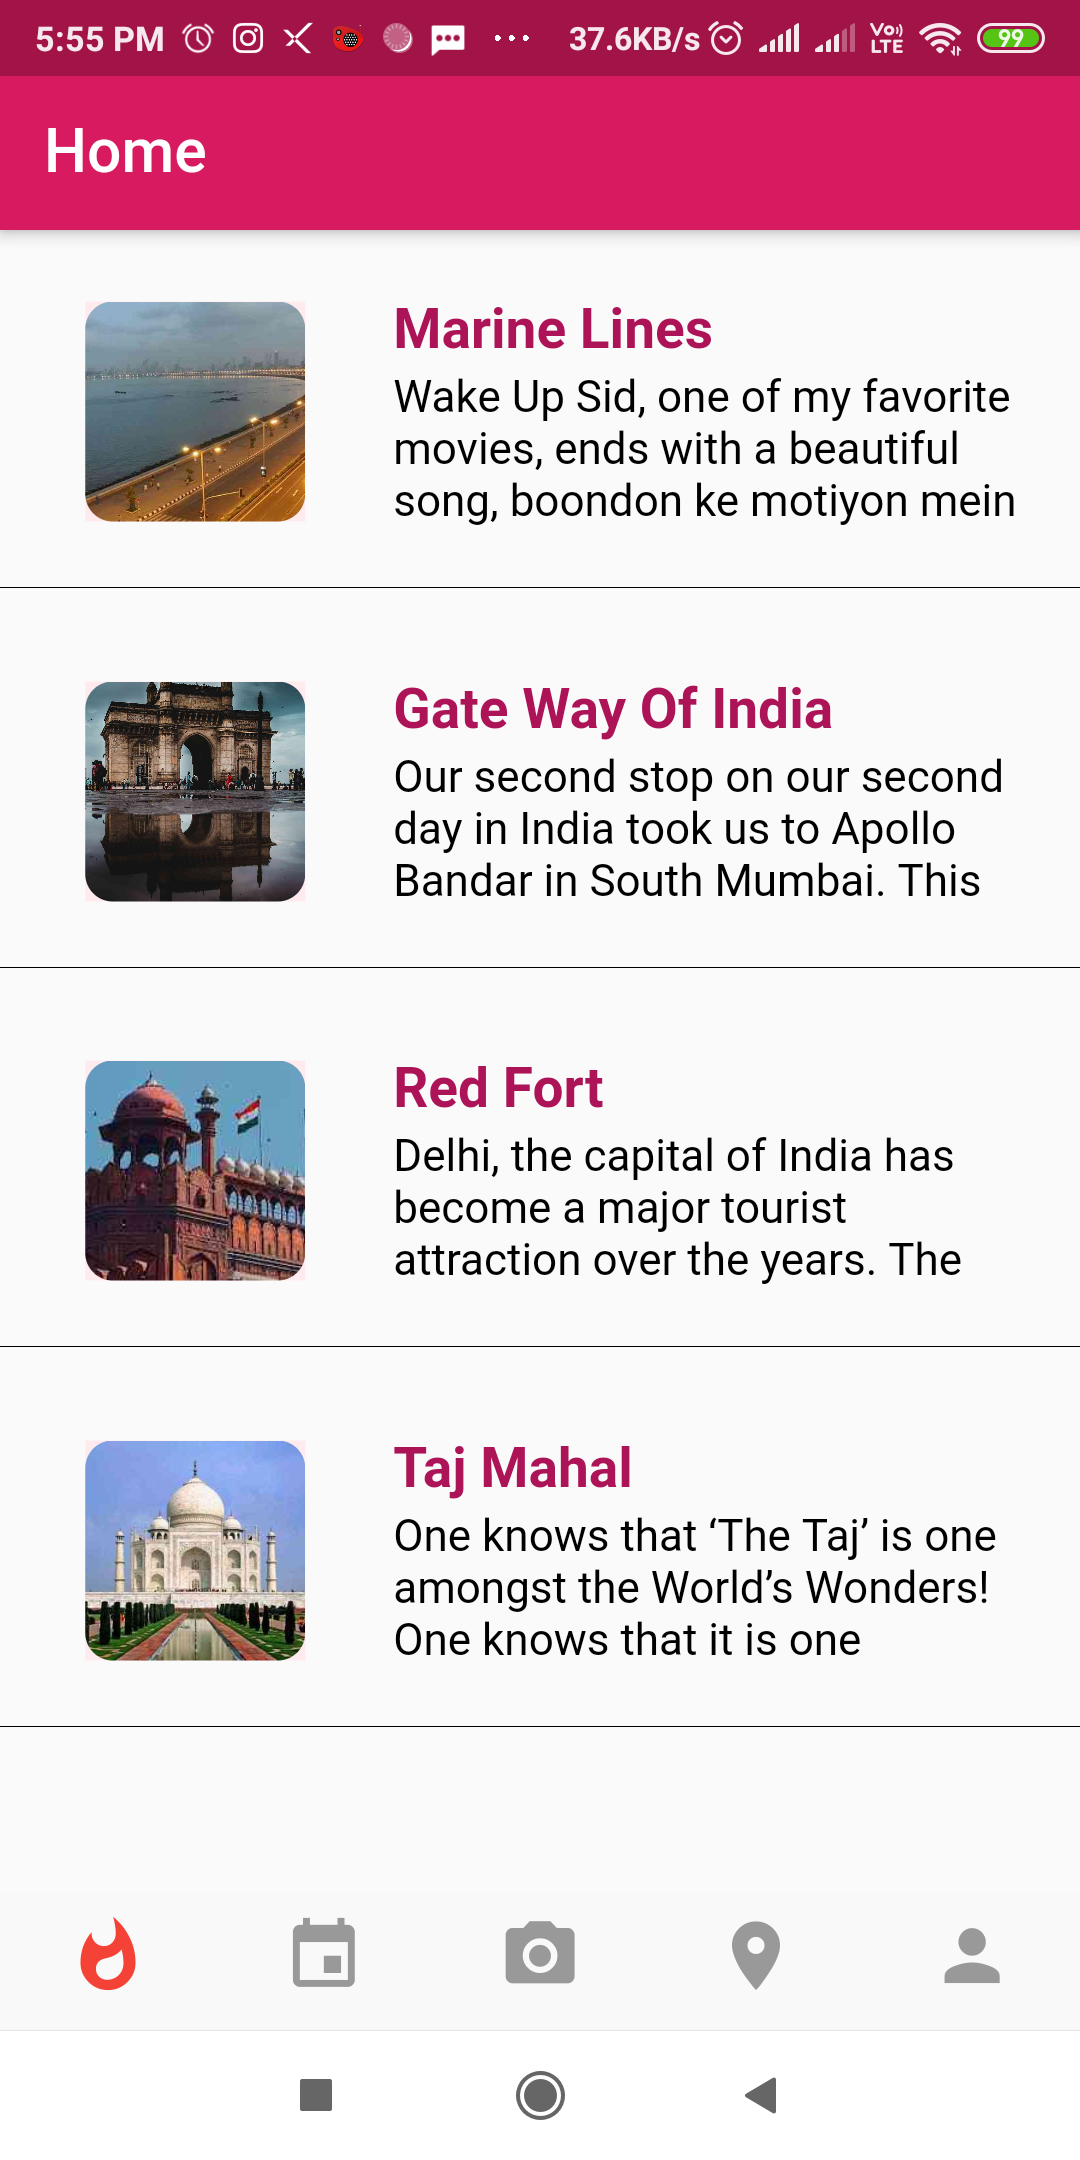 5:55 PM 37.6KB/s Vo)) LTE 99
Home
Marine Lines
Wake Up Sid, one of my favorite
movies, ends with a beautiful
song, boondon ke motiyon mein
Gate Way Of India
Our second stop on our second
day in India took us to Apollo
Bandar in South Mumbai. This
Red Fort
Delhi, the capital of India has
become a major tourist
attraction over the years. The
Taj Mahal
One knows that ‘The Taj’ is one
amongst the World’s Wonders!
One knows that it is one